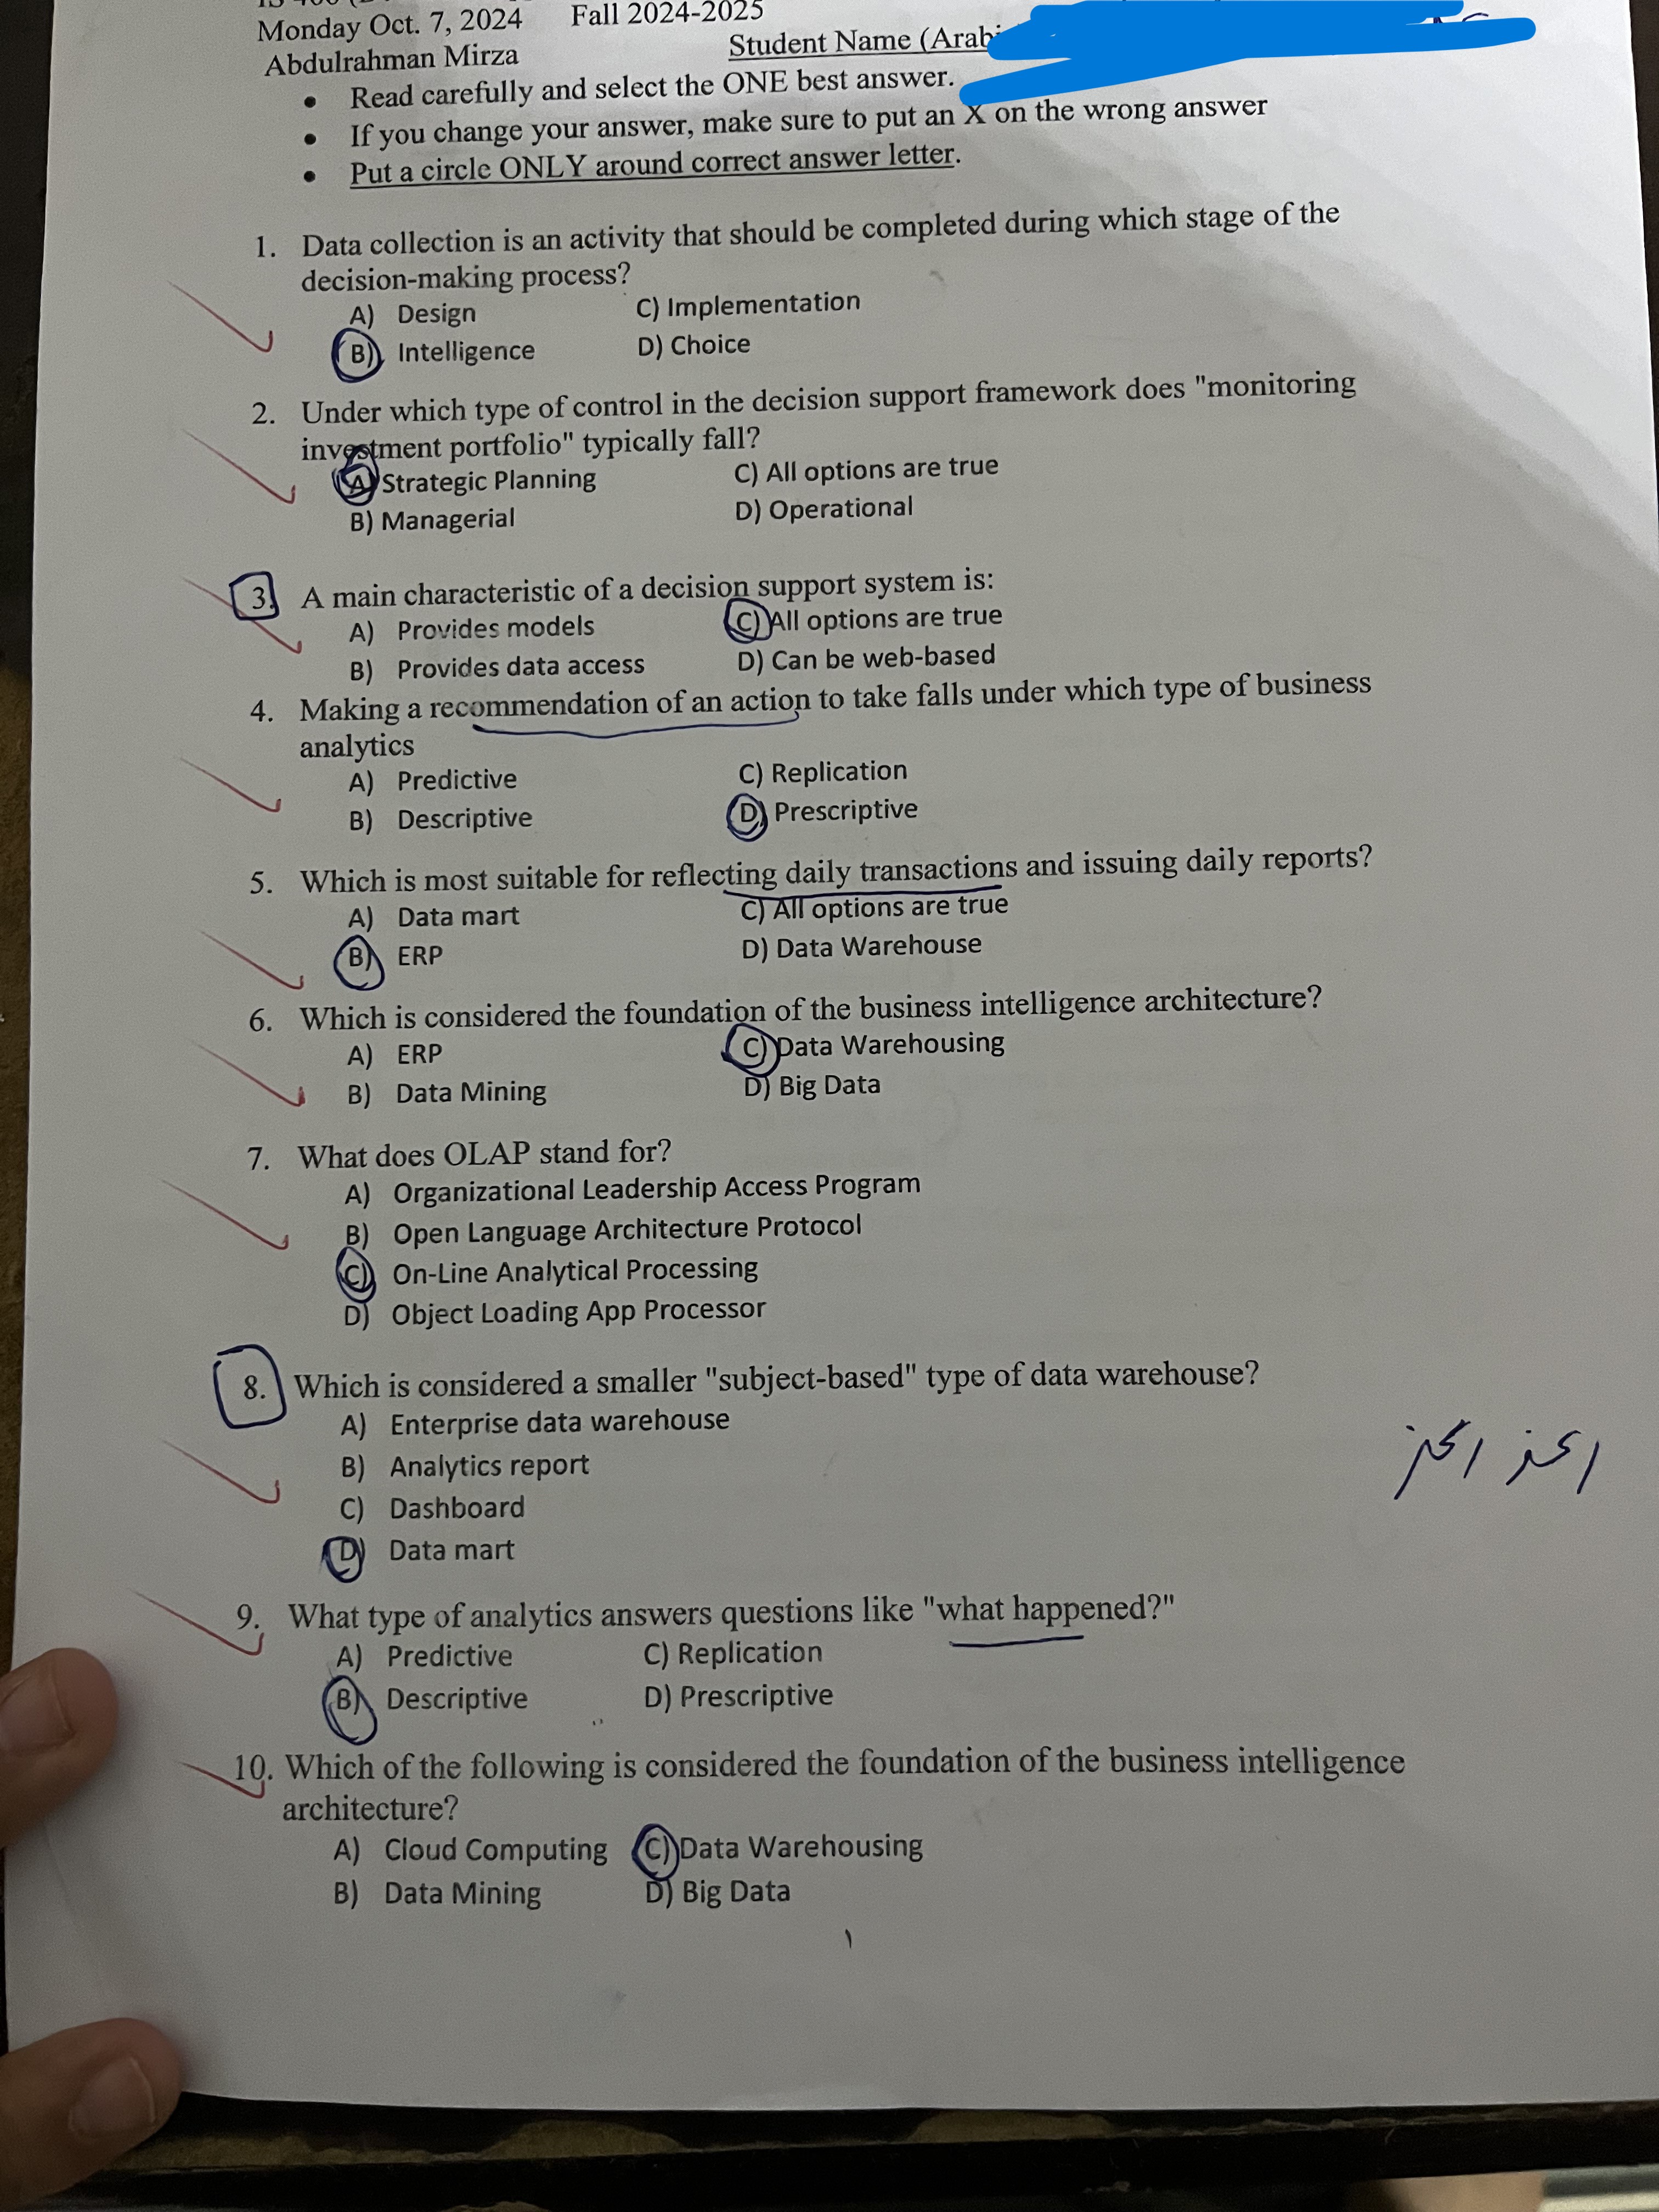 Monday Oct. 7, 2024 Fall 2024-2025
Abdulrahman Mirza Student Name (Arabi
• Read carefully and select the ONE best answer.
• If you change your answer, make sure to put an X on the wrong answer
• Put a circle ONLY around correct answer letter.
1. Data collection is an activity that should be completed during which stage of the
decision-making process?
A) Design C) Implementation
B) Intelligence D) Choice
2. Under which type of control in the decision support framework does "monitoring
investment portfolio" typically fall?
A) Strategic Planning C) All options are true
B) Managerial D) Operational
3. A main characteristic of a decision support system is:
A) Provides models C) All options are true
B) Provides data access D) Can be web-based
4. Making a recommendation of an action to take falls under which type of business
analytics
A) Predictive C) Replication
B) Descriptive D) Prescriptive
5. Which is most suitable for reflecting daily transactions and issuing daily reports?
A) Data mart C) All options are true
B) ERP D) Data Warehouse
6. Which is considered the foundation of the business intelligence architecture?
A) ERP C) Data Warehousing
B) Data Mining D) Big Data
7. What does OLAP stand for?
A) Organizational Leadership Access Program
B) Open Language Architecture Protocol
C) On-Line Analytical Processing
D) Object Loading App Processor
8. Which is considered a smaller "subject-based" type of data warehouse?
A) Enterprise data warehouse
B) Analytics report
C) Dashboard
D) Data mart
9. What type of analytics answers questions like "what happened?"
A) Predictive C) Replication
B) Descriptive D) Prescriptive
10. Which of the following is considered the foundation of the business intelligence
architecture?
A) Cloud Computing C) Data Warehousing
B) Data Mining D) Big Data
١